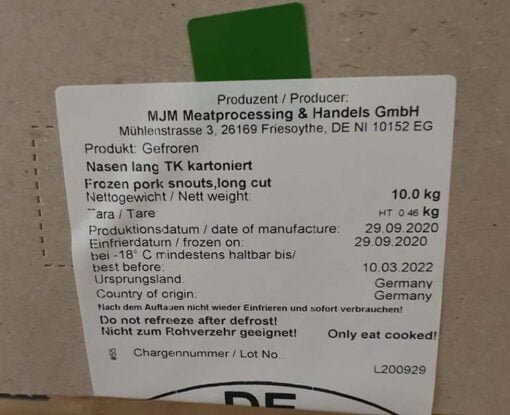 Produzent / Producer:
MJM Meatprocessing & Handels GmbH
Mühlenstrasse 3, 26169 Friesoythe, DE NI 10152 EG
Produkt: Gefroren
Nasen lang TK kartoniert
Frozen pork snouts,long cut
Nettogewicht / Nett weight: 10.0 kg
Tara / Tare HT 0.46 kg
Produktionsdatum / date of manufacture: 29.09.2020
Einfrierdatum / frozen on: 29.09.2020
bei -18° C mindestens haltbar bis/
best before: 10.03.2022
Ursprungsland. Germany
Country of origin: Germany
Nach dem Auftauen nicht wieder Einfrieren und sofort verbrauchen!
Do not refreeze after defrost!
Nicht zum Rohverzehr geeignet! Only eat cooked!
Chargennummer / Lot No..
L200929
DE